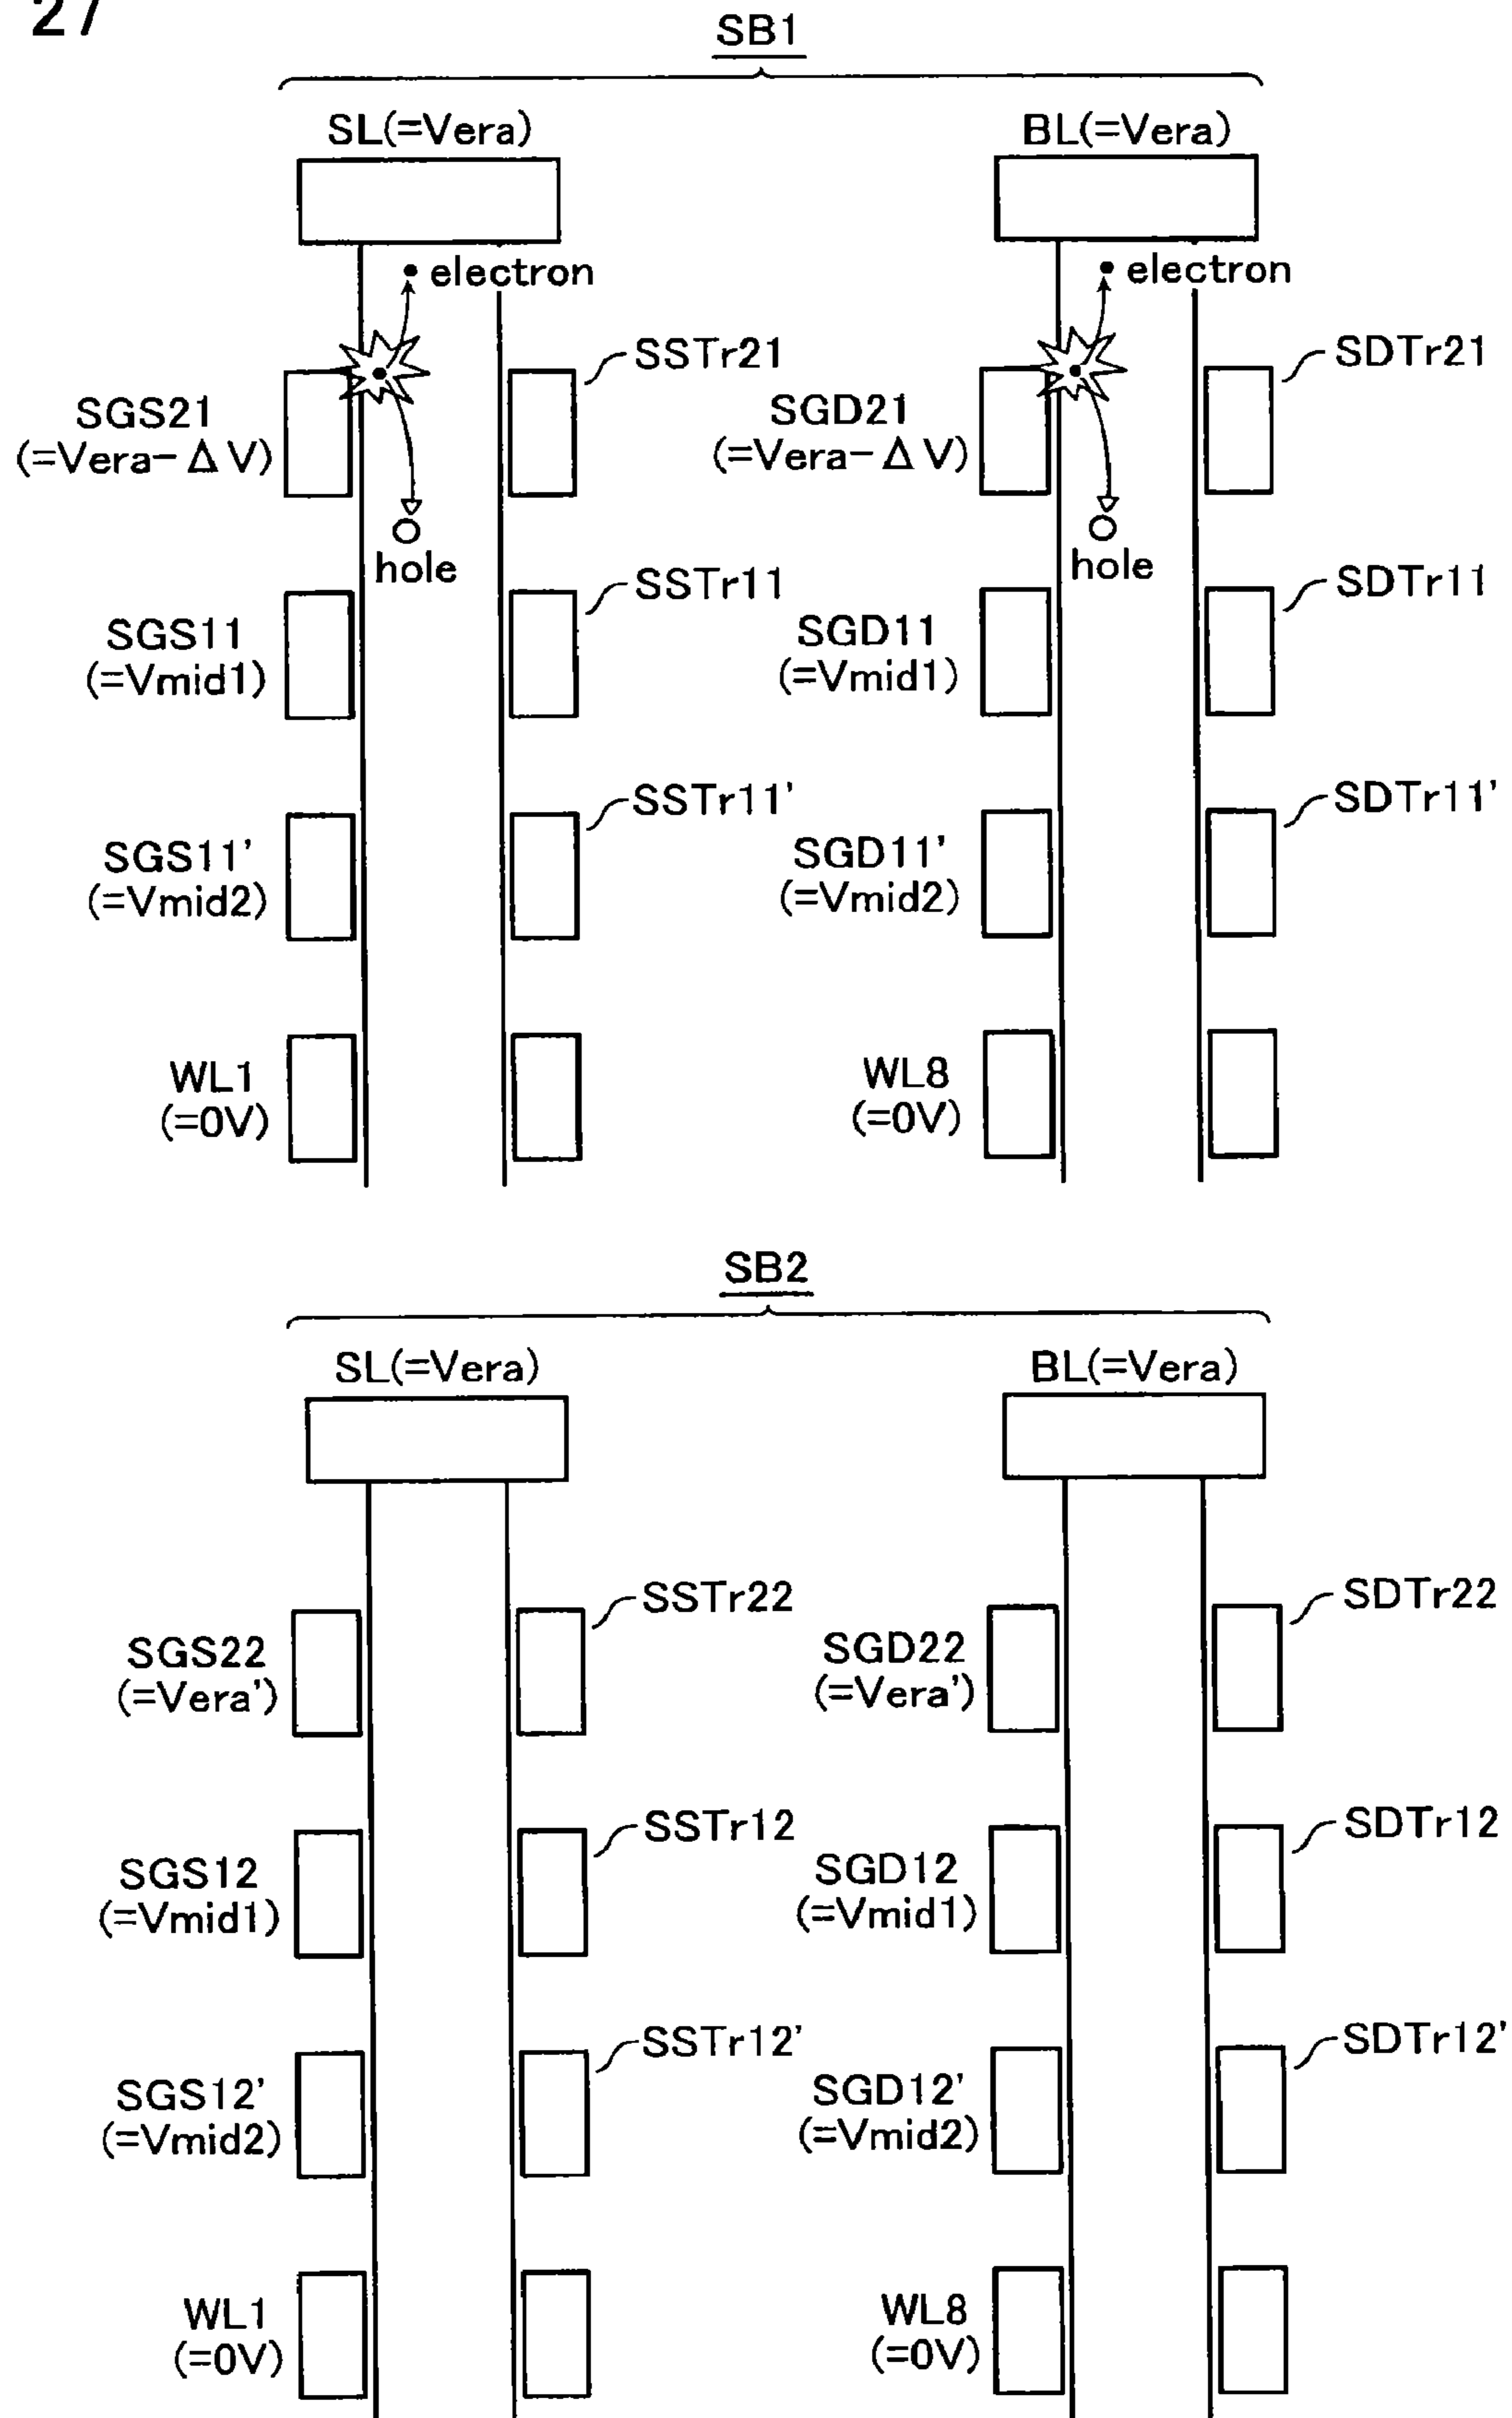 27
SB1
SL(=Vera)
BL(=Vera)
electron
electron
SSTr21
SDTr21
SGS21
(=Vera-ΔV)
SGD21
(=Vera-ΔV)
hole
hole
SSTr11
SDTr11
SGS11
(=Vmid1)
SGD11
(=Vmid1)
SSTr11'
SDTr11'
SGS11'
(=Vmid2)
SGD11'
(=Vmid2)
WL1
(=0V)
WL8
(=0V)
SB2
SL(=Vera)
BL(=Vera)
SSTr22
SDTr22
SGS22
(=Vera')
SGD22
(=Vera')
SSTr12
SDTr12
SGS12
(=Vmid1)
SGD12
(=Vmid1)
SSTr12'
SDTr12'
SGS12'
(=Vmid2)
SGD12'
(=Vmid2)
WL1
(=0V)
WL8
(=0V)